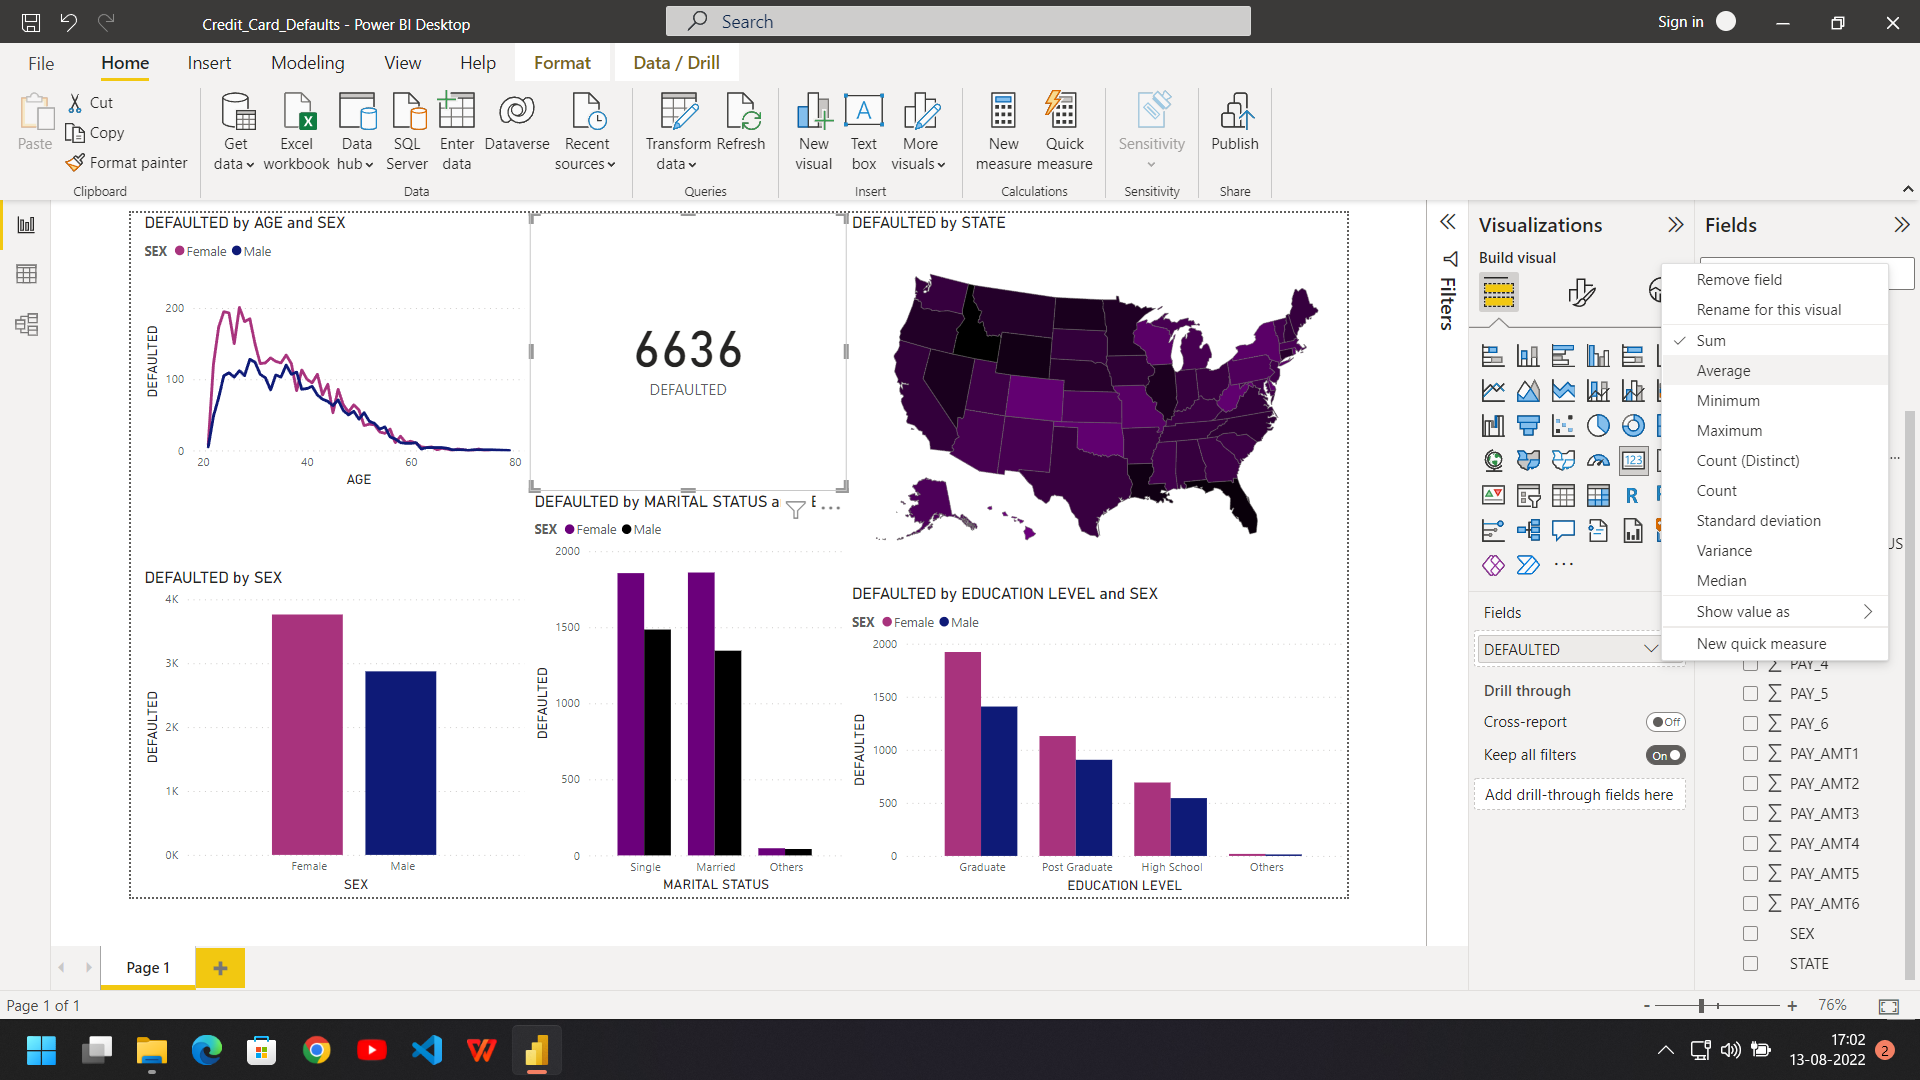 Credit_Card_Defaults - Power BI Desktop
Search
Sign in
File
Home
Insert
Modeling
View
Help
Format
Data / Drill
Paste
Cut
Copy
Format painter
Clipboard
Get data
Excel workbook
Data hub
SQL Server
Enter data
Dataverse
Recent sources
Data
Transform data
Refresh
Queries
New visual
Text box
More visuals
Insert
New measure
Quick measure
Calculations
Sensitivity
Sensitivity
Publish
Share
DEFAULTED by AGE and SEX
SEX Female Male
DEFAULTED
200
100
0
20 40 60 80
AGE
6636
DEFAULTED
DEFAULTED by STATE
DEFAULTED by SEX
DEFAULTED
4K
3K
2K
1K
0K
Female Male
SEX
DEFAULTED by MARITAL STATUS a
SEX Female Male
DEFAULTED
2000
1500
1000
500
0
Single Married Others
MARITAL STATUS
DEFAULTED by EDUCATION LEVEL and SEX
SEX Female Male
DEFAULTED
2000
1500
1000
500
0
Graduate Post Graduate High School Others
EDUCATION LEVEL
Filters
Visualizations
Build visual
123
R
Fields
DEFAULTED
Drill through
Cross-report
Off
Keep all filters
On
Add drill-through fields here
Fields
Remove field
Rename for this visual
Sum
Average
Minimum
Maximum
Count (Distinct)
Count
Standard deviation
Variance
Median
Show value as
New quick measure
US
PAY_4
PAY_5
PAY_6
PAY_AMT1
PAY_AMT2
PAY_AMT3
PAY_AMT4
PAY_AMT5
PAY_AMT6
SEX
STATE
Page 1
Page 1 of 1
- + 76%
17:02
13-08-2022
2